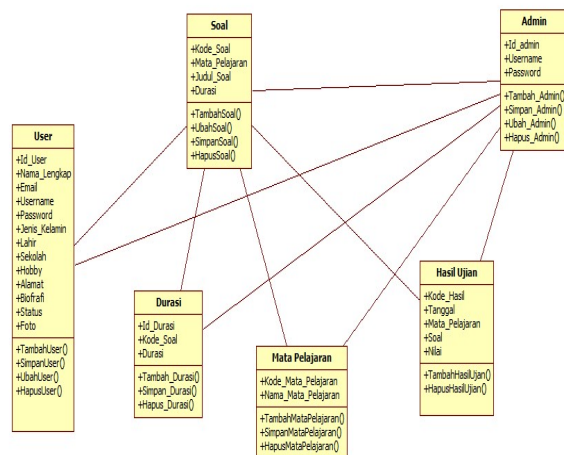 Soal
+Kode_Soal
+Mata_Pelajaran
+Judul_Soal
+Durasi
+TambahSoal()
+UbahSoal()
+SimpanSoal()
+HapusSoal()
Admin
+Id_admin
+Username
+Password
+Tambah_Admin()
+Simpan_Admin()
+Ubah_Admin()
+Hapus_Admin()
User
+Id_User
+Nama_Lengkap
+Email
+Username
+Password
+Jenis_Kelamin
+Lahir
+Sekolah
+Hobby
+Alamat
+Biofrafi
+Status
+Foto
+TambahUser()
+SimpanUser()
+UbahUser()
+HapusUser()
Durasi
+Id_Durasi
+Kode_Soal
+Durasi
+Tambah_Durasi()
+Simpan_Durasi()
+Hapus_Durasi()
Mata Pelajaran
+Kode_Mata_Pelajaran
+Nama_Mata_Pelajaran
+TambahMataPelajaran()
+SimpanMataPelajaran()
+HapusMataPelajaran()
Hasil Ujian
+Kode_Hasil
+Tanggal
+Mata_Pelajaran
+Soal
+Nilai
+TambahHasilUjan()
+HapusHasilUjian()